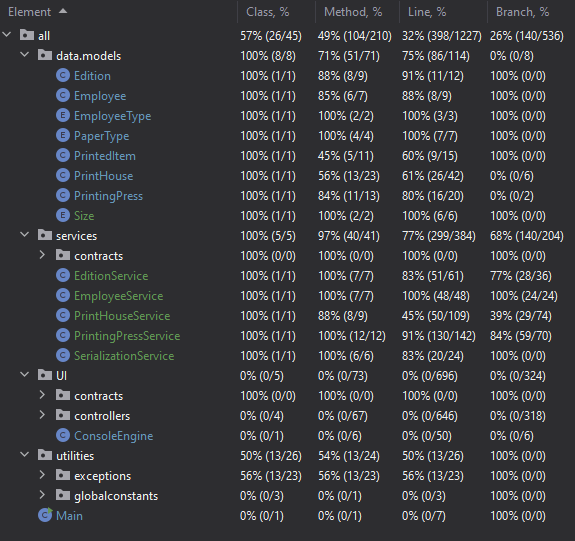 Element Class, % Method, % Line, % Branch, %
all 57% (26/45) 49% (104/210) 32% (398/1227) 26% (140/536)
data.models 100% (8/8) 71% (51/71) 75% (86/114) 0% (0/8)
Edition 100% (1/1) 88% (8/9) 91% (11/12) 100% (0/0)
Employee 100% (1/1) 85% (6/7) 88% (8/9) 100% (0/0)
EmployeeType 100% (1/1) 100% (2/2) 100% (3/3) 100% (0/0)
PaperType 100% (1/1) 100% (4/4) 100% (7/7) 100% (0/0)
PrintedItem 100% (1/1) 45% (5/11) 60% (9/15) 100% (0/0)
PrintHouse 100% (1/1) 56% (13/23) 61% (26/42) 0% (0/6)
PrintingPress 100% (1/1) 84% (11/13) 80% (16/20) 0% (0/2)
Size 100% (1/1) 100% (2/2) 100% (6/6) 100% (0/0)
services 100% (5/5) 97% (40/41) 77% (299/384) 68% (140/204)
contracts 100% (0/0) 100% (0/0) 100% (0/0) 100% (0/0)
EditionService 100% (1/1) 100% (7/7) 83% (51/61) 77% (28/36)
EmployeeService 100% (1/1) 100% (7/7) 100% (48/48) 100% (24/24)
PrintHouseService 100% (1/1) 88% (8/9) 45% (50/109) 39% (29/74)
PrintingPressService 100% (1/1) 100% (12/12) 91% (130/142) 84% (59/70)
SerializationService 100% (1/1) 100% (6/6) 83% (20/24) 100% (0/0)
UI 0% (0/5) 0% (0/73) 0% (0/696) 0% (0/324)
contracts 100% (0/0) 100% (0/0) 100% (0/0) 100% (0/0)
controllers 0% (0/4) 0% (0/67) 0% (0/646) 0% (0/318)
ConsoleEngine 0% (0/1) 0% (0/6) 0% (0/50) 0% (0/6)
utilities 50% (13/26) 54% (13/24) 50% (13/26) 100% (0/0)
exceptions 56% (13/23) 56% (13/23) 56% (13/23) 100% (0/0)
globalconstants 0% (0/3) 0% (0/1) 0% (0/3) 100% (0/0)
Main 0% (0/1) 0% (0/1) 0% (0/7) 100% (0/0)